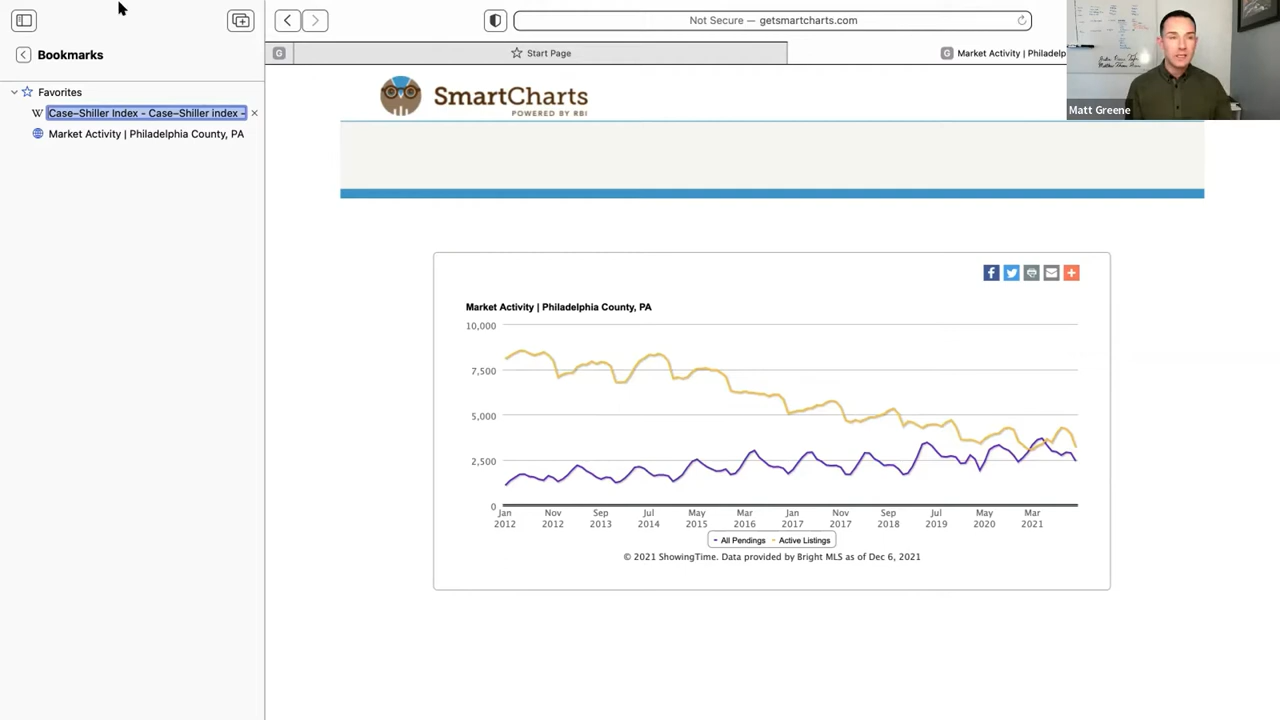 Bookmarks
Favorites
W Case–Shiller Index - Case–Shiller index -
Market Activity | Philadelphia County, PA
Not Secure — getsmartcharts.com
G
Start Page
G Market Activity | Philadelp
SmartCharts
POWERED BY RBI
Matt Greene
Market Activity | Philadelphia County, PA
10,000
7,500
5,000
2,500
0
Jan 2012
Nov 2012
Sep 2013
Jul 2014
May 2015
Mar 2016
Jan 2017
Nov 2017
Sep 2018
Jul 2019
May 2020
Mar 2021
All Pendings Active Listings
© 2021 ShowingTime. Data provided by Bright MLS as of Dec 6, 2021